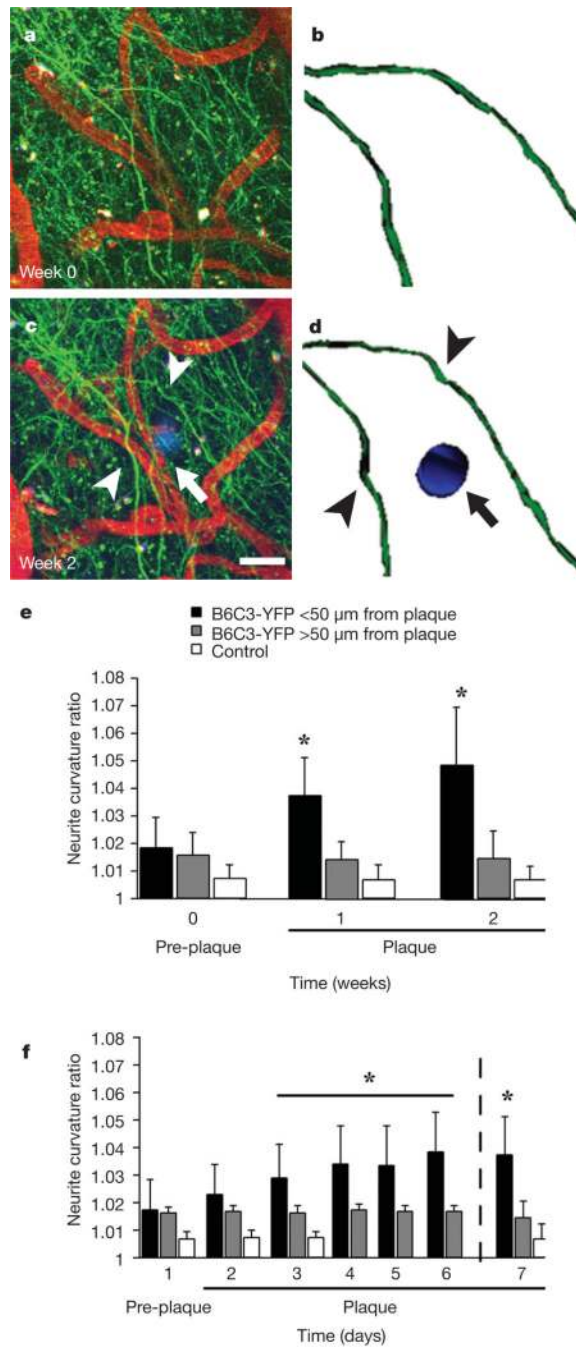 a
b
Week 0
c
d
Week 2
e
B6C3-YFP <50 μm from plaque
B6C3-YFP >50 μm from plaque
Control
Neurite curvature ratio
1.08
1.07
1.06
1.05
1.04
1.03
1.02
1.01
1
*
*
0
1
2
Pre-plaque
Plaque
Time (weeks)
f
Neurite curvature ratio
1.08
1.07
1.06
1.05
1.04
1.03
1.02
1.01
1
*
*
1
2
3
4
5
6
7
Pre-plaque
Plaque
Time (days)